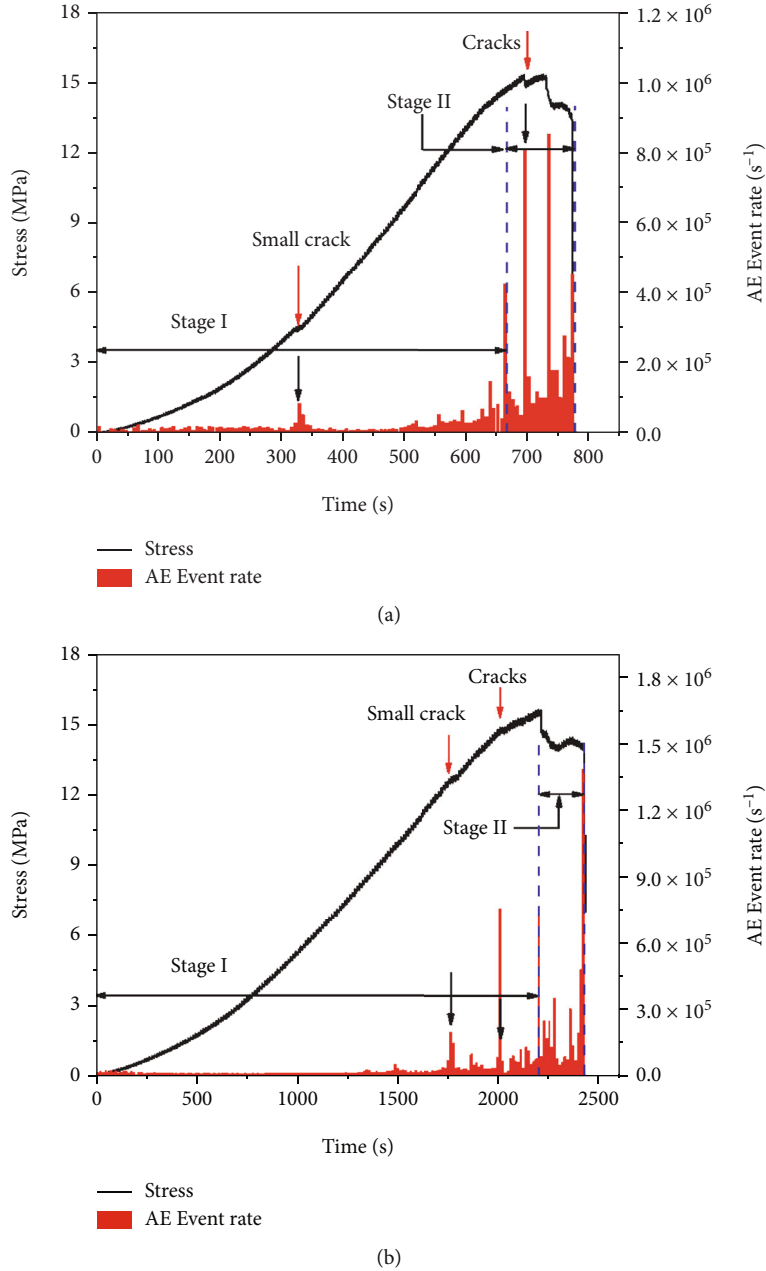 18
15
12
9
6
3
0
Stress (MPa)
1.2 × 10⁶
1.0 × 10⁶
8.0 × 10⁵
6.0 × 10⁵
4.0 × 10⁵
2.0 × 10⁵
0.0
AE Event rate (s⁻¹)
Cracks
Stage II
Small crack
Stage I
0 100 200 300 400 500 600 700 800
Time (s)
Stress
AE Event rate
(a)
18
15
12
9
6
3
0
Stress (MPa)
1.8 × 10⁶
1.5 × 10⁶
1.2 × 10⁶
9.0 × 10⁵
6.0 × 10⁵
3.0 × 10⁵
0.0
AE Event rate (s⁻¹)
Cracks
Small crack
Stage II
Stage I
0 500 1000 1500 2000 2500
Time (s)
Stress
AE Event rate
(b)